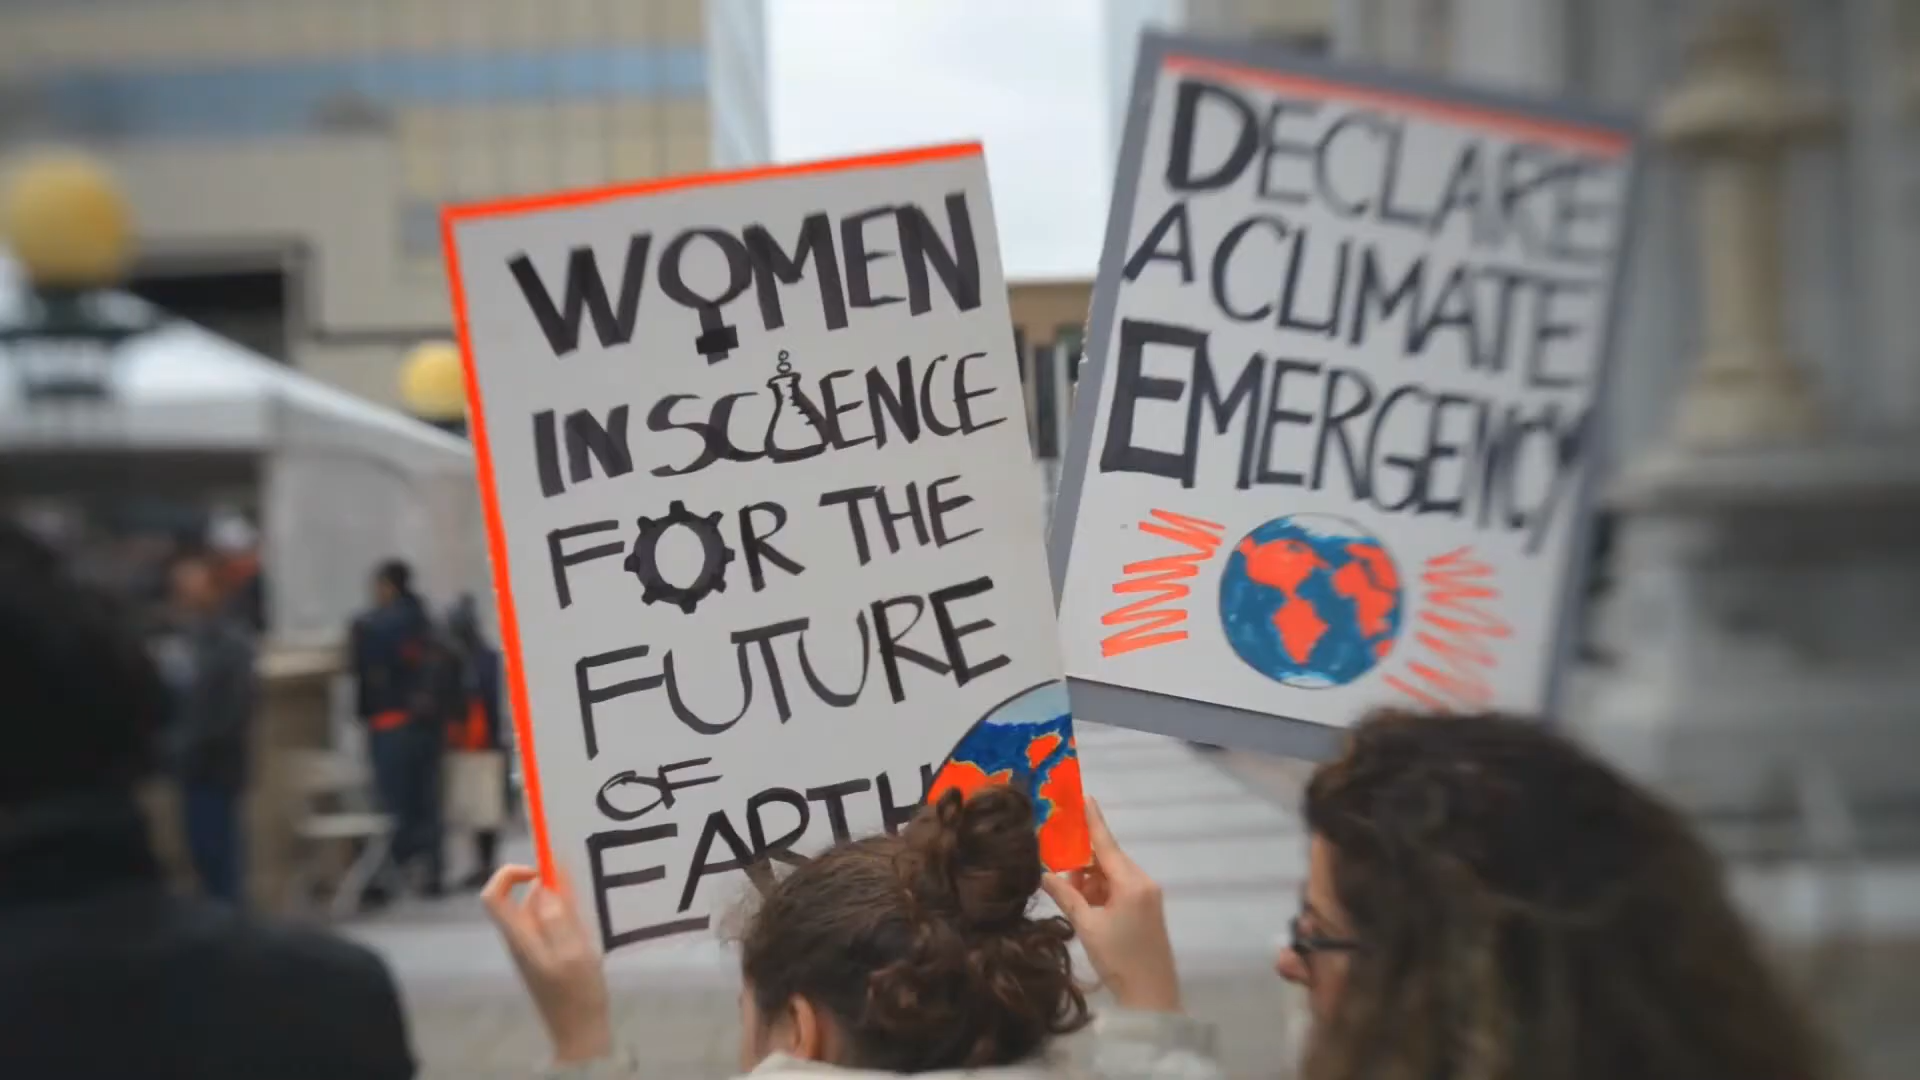 WOMEN
IN SCIENCE
FOR THE
FUTURE
OF
EARTH
DECLARE
A CLIMATE
EMERGENCY